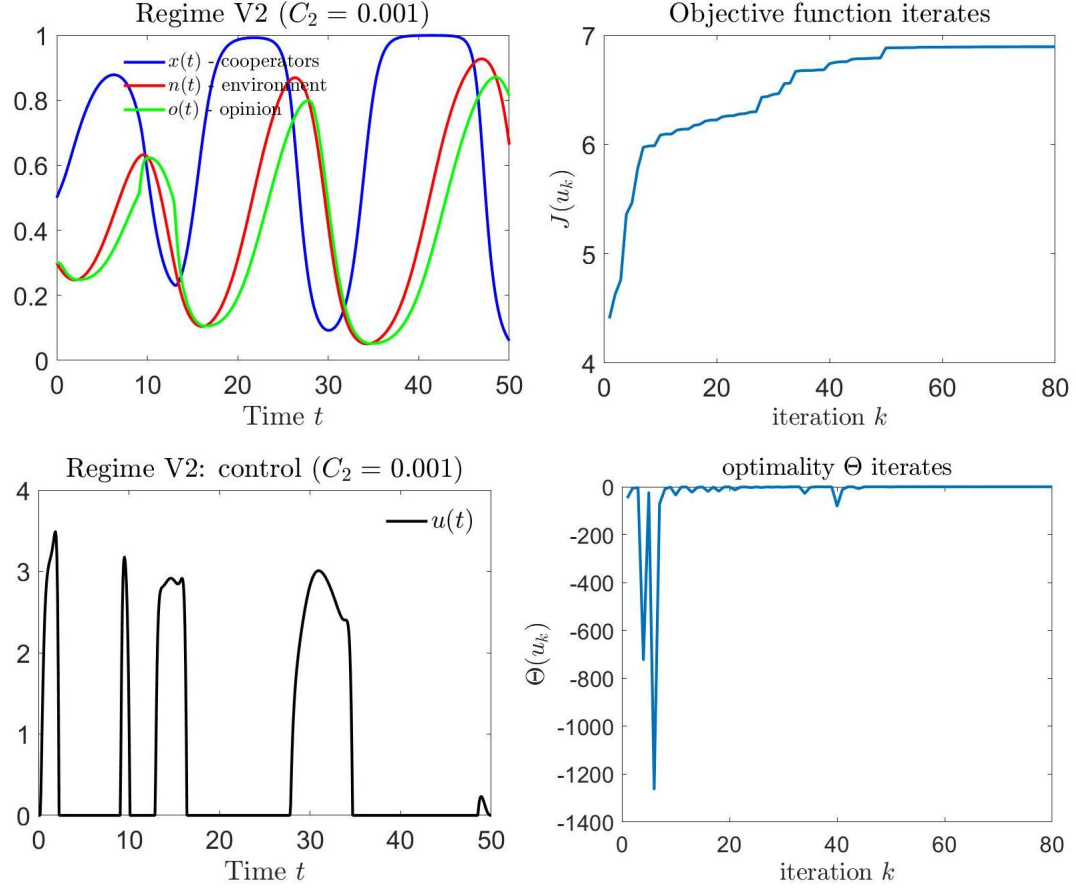 Regime V2 (C₂ = 0.001)
1
0.8
0.6
0.4
0.2
0
x(t) - cooperators
n(t) - environment
o(t) - opinion
0 10 20 30 40 50
Time t
Objective function iterates
7
6
5
4
J(uₖ)
0 20 40 60 80
iteration k
Regime V2: control (C₂ = 0.001)
4
3
2
1
0
u(t)
0 10 20 30 40 50
Time t
optimality Θ iterates
0
-200
-400
-600
-800
-1000
-1200
-1400
Θ(uₖ)
0 20 40 60 80
iteration k